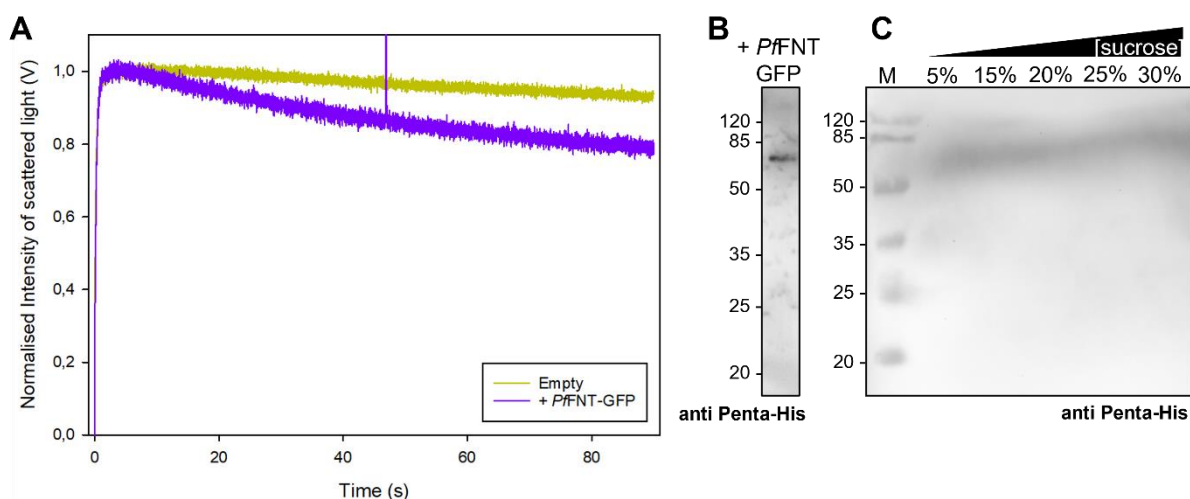 A
Normalised Intensity of scattered light (V)
1,0
0,8
0,6
0,4
0,2
0,0
0 20 40 60 80
Time (s)
Empty
+ PfFNT-GFP
B
+ PfFNT
GFP
120
85
50
35
25
20
anti Penta-His
C
[sucrose]
M 5% 15% 20% 25% 30%
120
85
50
35
25
20
anti Penta-His